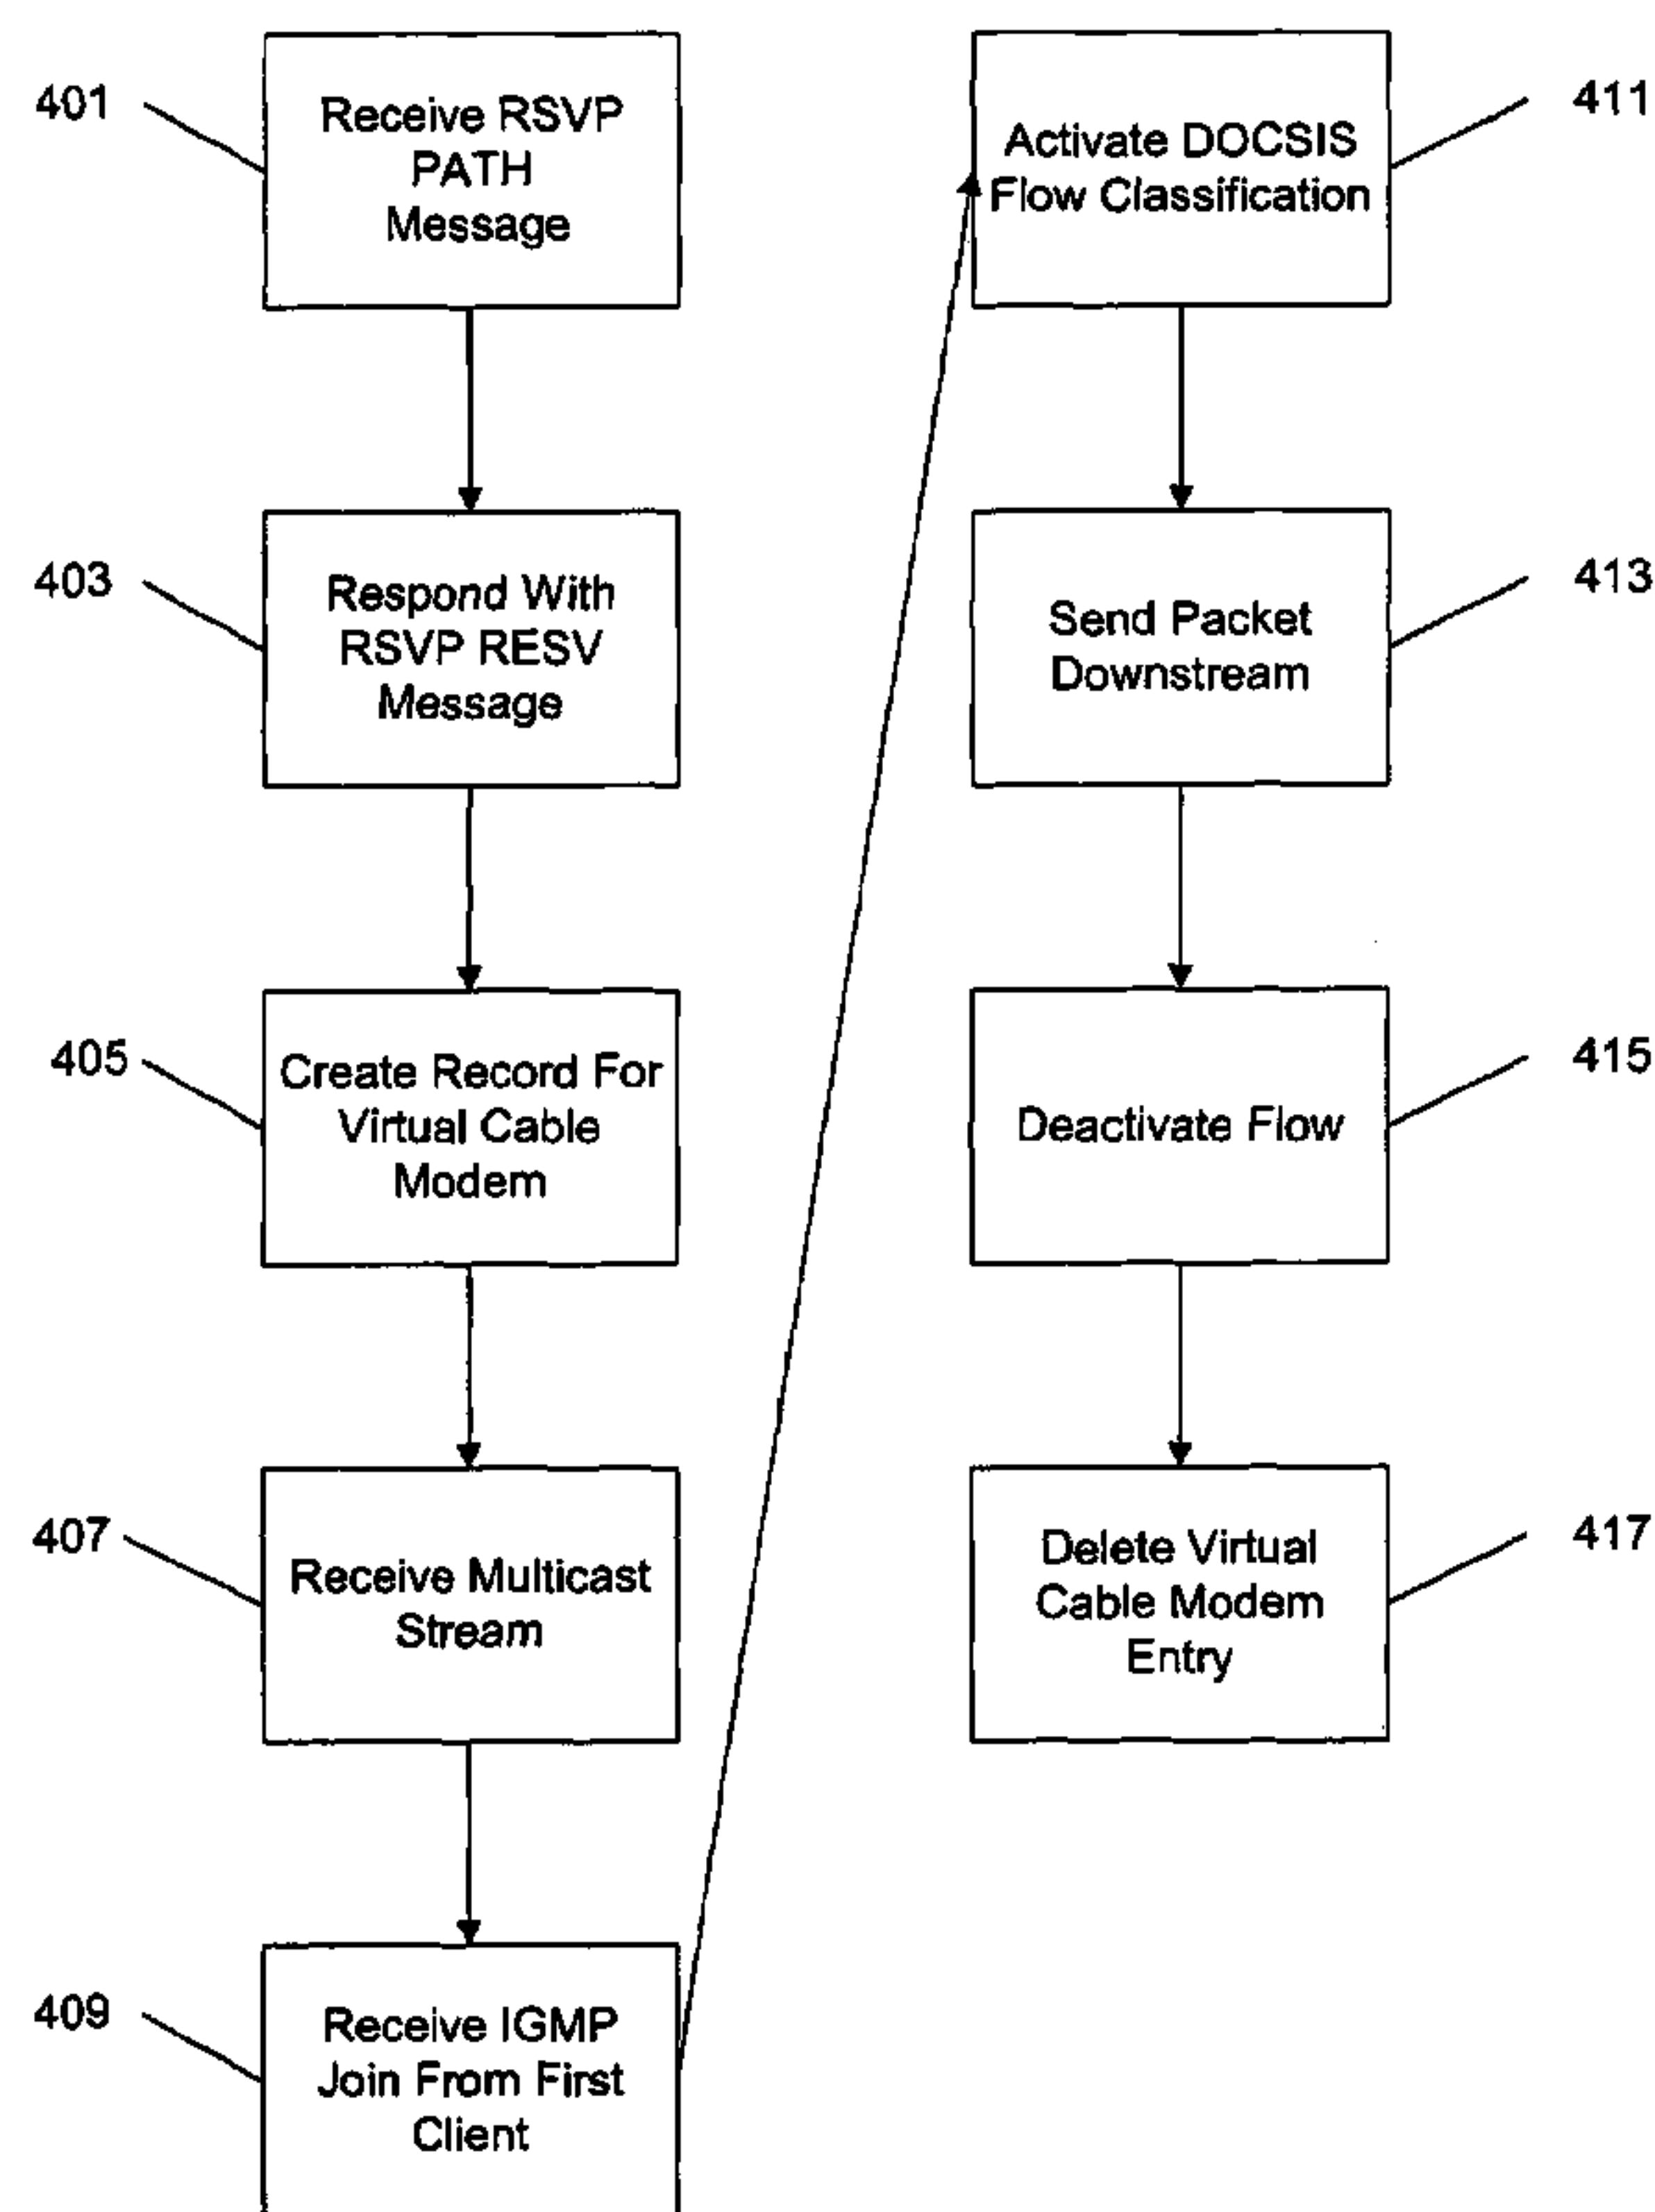 401
Receive RSVP
PATH
Message
403
Respond With
RSVP RESV
Message
405
Create Record For
Virtual Cable
Modem
407
Receive Multicast
Stream
409
Receive IGMP
Join From First
Client
411
Activate DOCSIS
Flow Classification
413
Send Packet
Downstream
415
Deactivate Flow
417
Delete Virtual
Cable Modem
Entry